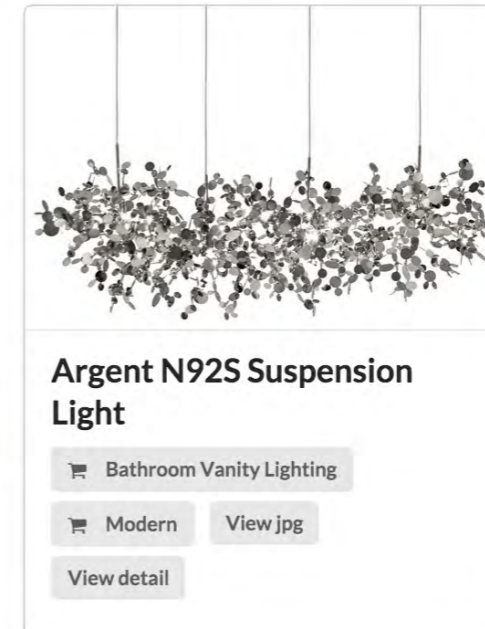 Argent N92S Suspension
Light
Bathroom Vanity Lighting
Modern
View jpg
View detail